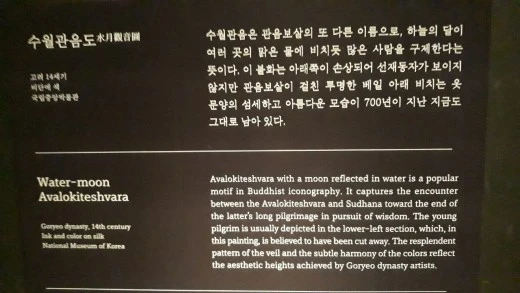 수월관음도水月觀音圖
고려 14세기
비단에 색
국립중앙박물관
수월관음은 관음보살의 또 다른 이름으로, 하늘의 달이
여러 곳의 맑은 물에 비치듯 많은 사람을 구제한다는
뜻이다. 이 불화는 아래쪽이 손상되어 선재동자가 보이지
않지만 관음보살이 걸친 투명한 베일 아래 비치는 옷
문양의 섬세하고 아름다운 모습이 700년이 지난 지금도
그대로 남아 있다.
Water-moon
Avalokiteshvara
Goryeo dynasty, 14th century
Ink and color on silk
National Museum of Korea
Avalokiteshvara with a moon reflected in water is a popular
motif in Buddhist iconography. It captures the encounter
between the Avalokiteshvara and Sudhana toward the end of
the latter's long pilgrimage in pursuit of wisdom. The young
pilgrim is usually depicted in the lower-left section, which, in
this painting, is believed to have been cut away. The resplendent
pattern of the veil and the subtle harmony of the colors reflect
the aesthetic heights achieved by Goryeo dynasty artists.